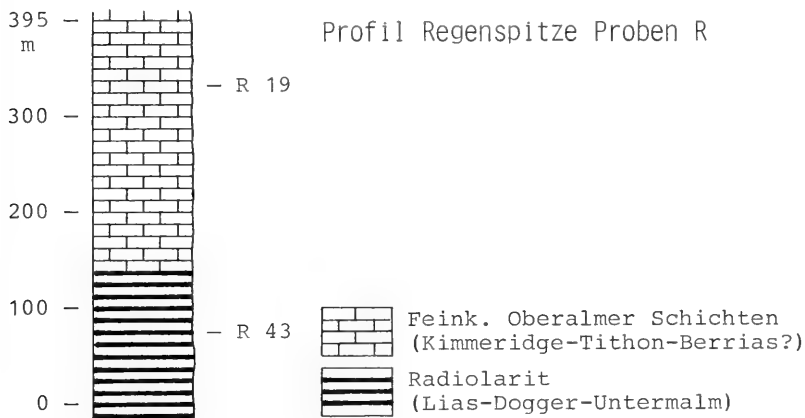 Profil Regenspitze Proben R
395 —
m
— R 19
300 —
200 —
100 —
— R 43
0 —
Feink. Oberalmer Schichten
(Kimmeridge-Tithon-Berrias?)
Radiolarit
(Lias-Dogger-Untermalm)